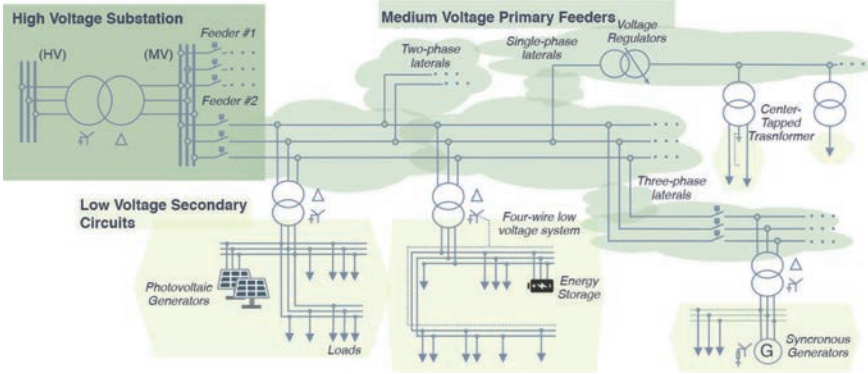 High Voltage Substation
Medium Voltage Primary Feeders
Feeder #1
(HV)
(MV)
Feeder #2
Two-phase
laterals
Single-phase
laterals
Voltage
Regulators
Center-
Tapped
Trasnformer
Δ
Low Voltage Secondary
Circuits
Δ
Δ
Three-phase
laterals
Four-wire low
voltage system
Photovoltaic
Generators
Energy
Storage
Loads
Δ
G
Syncronous
Generators